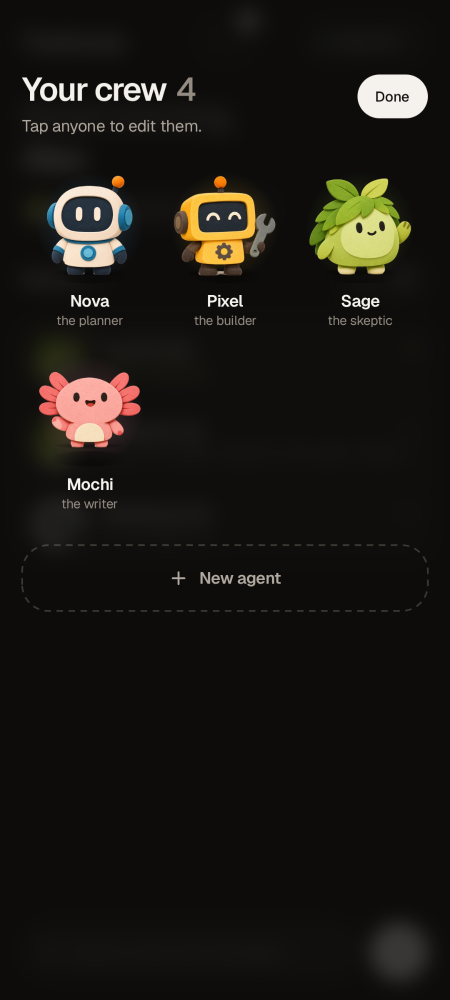 Your crew 4
Done
Tap anyone to edit them.
Nova
the planner
Pixel
the builder
Sage
the skeptic
Mochi
the writer
+ New agent